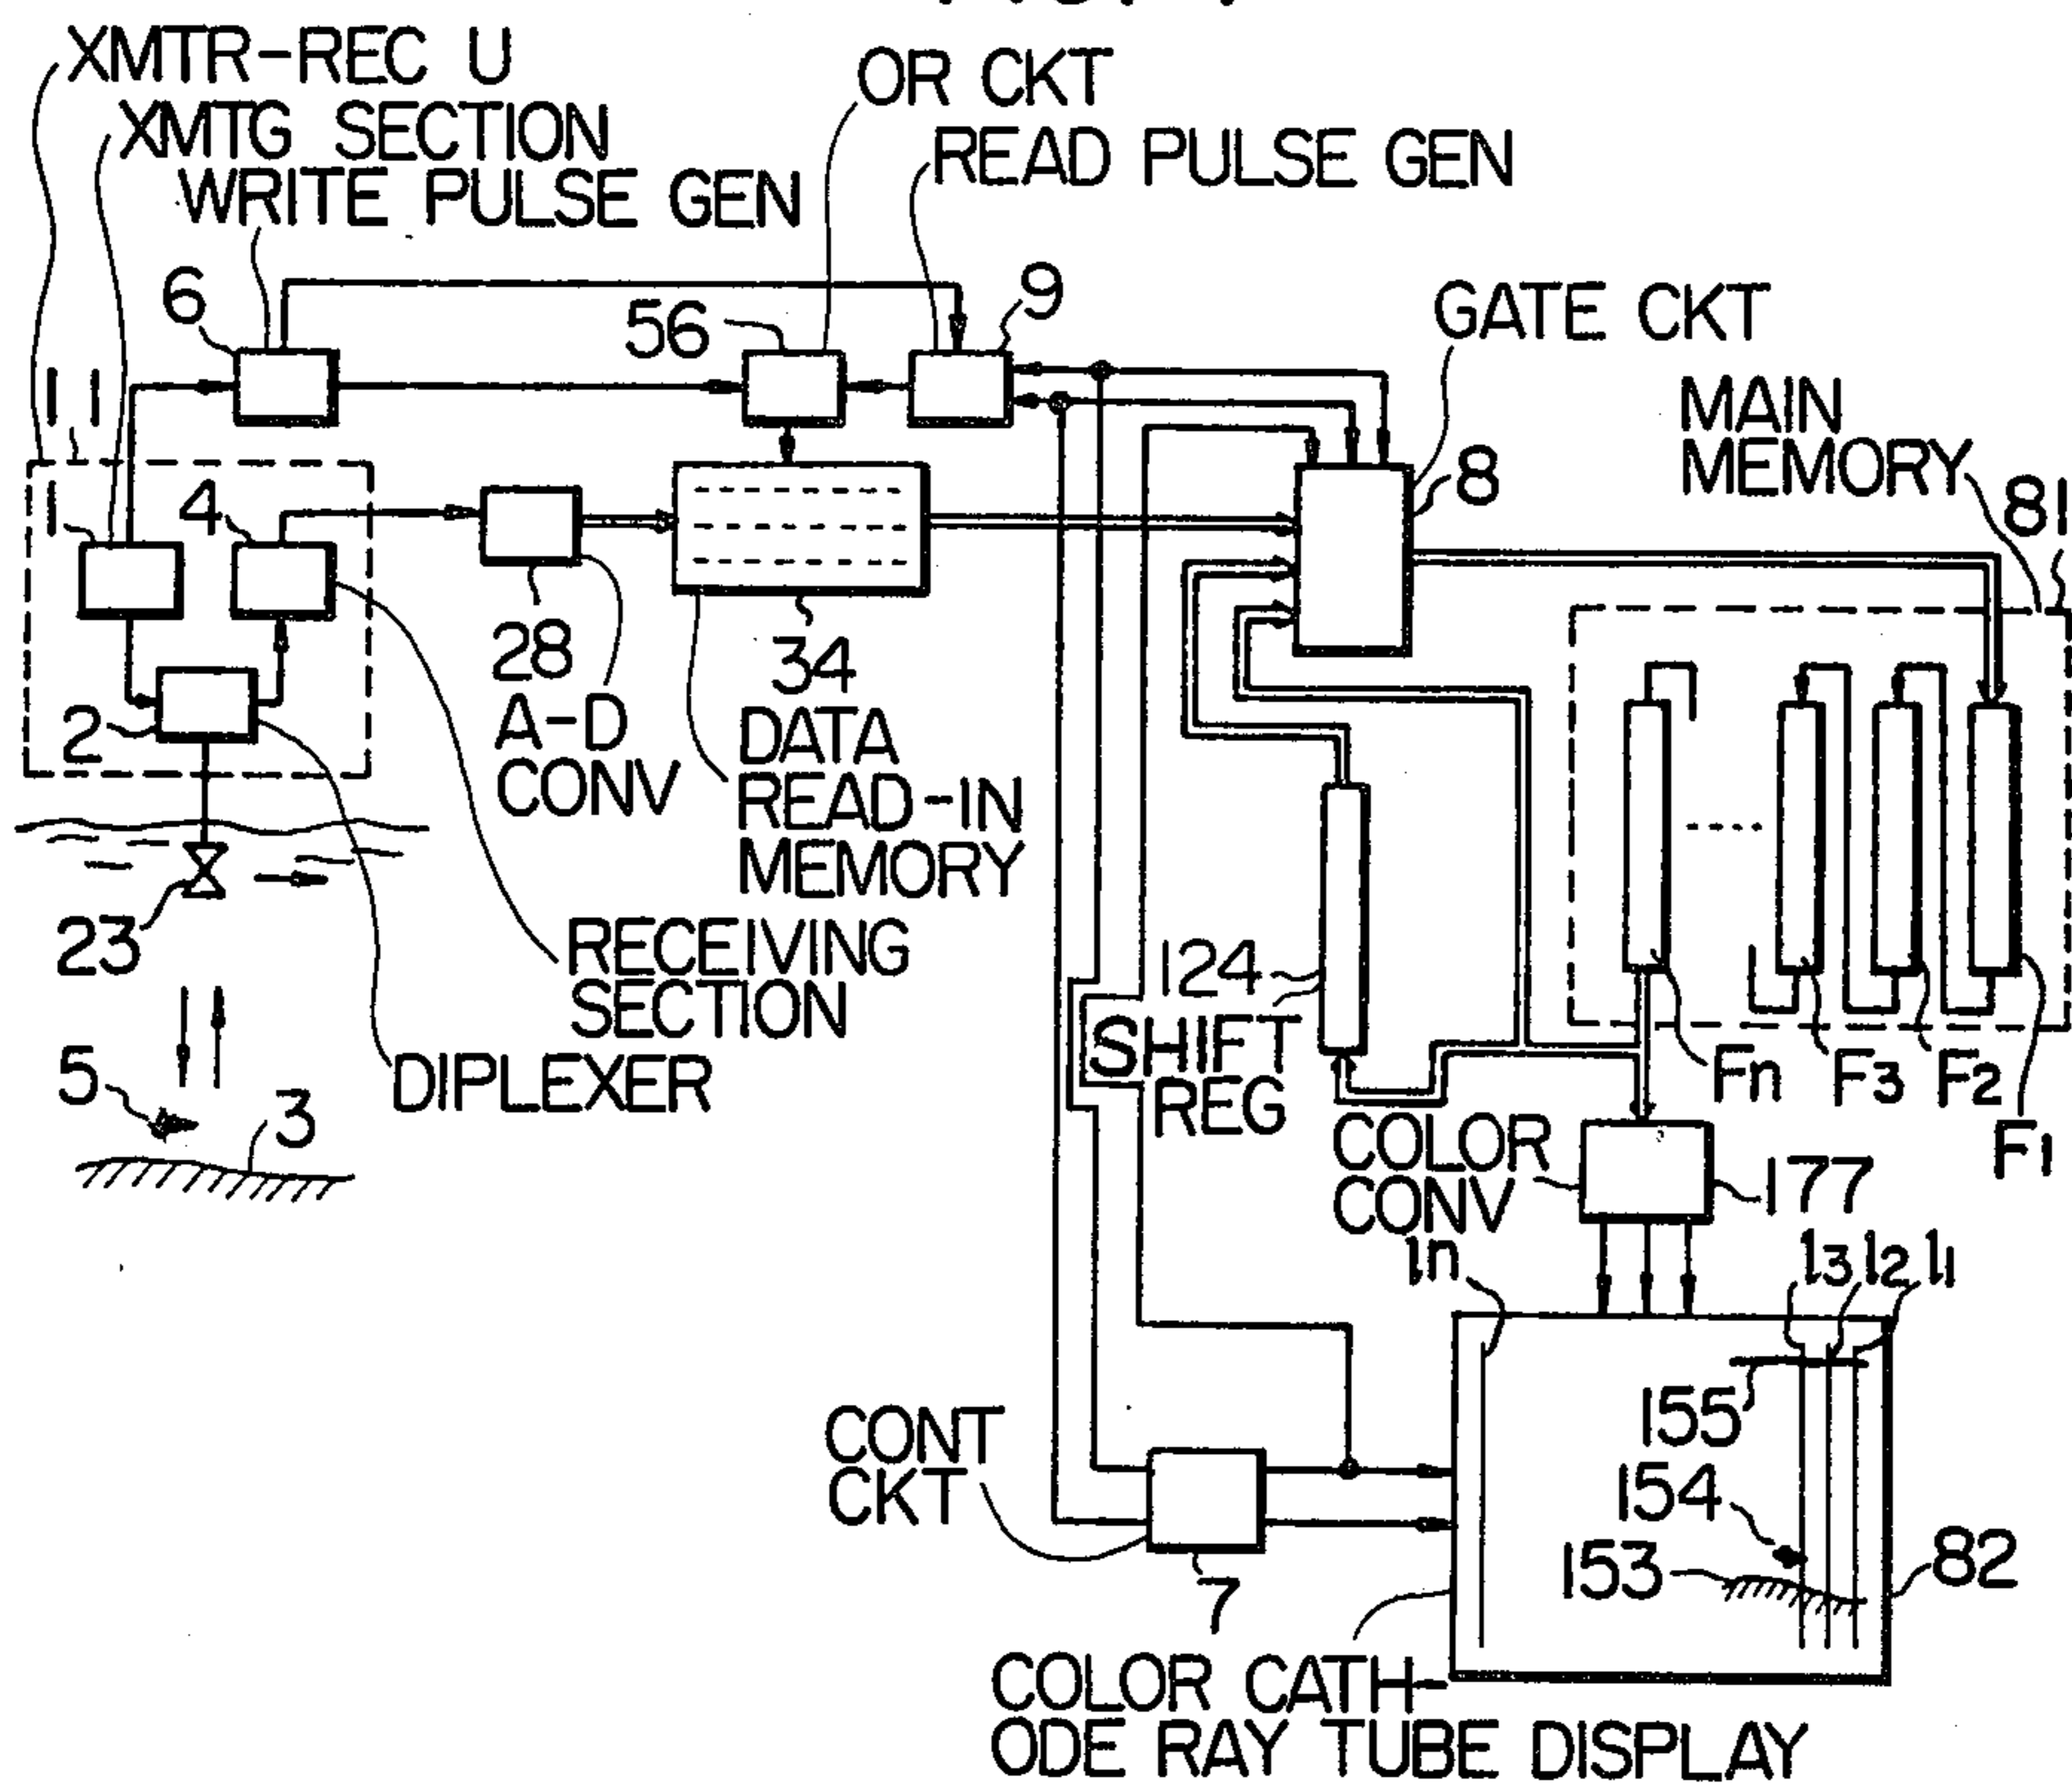 XMTR-REC U
XMTG SECTION
WRITE PULSE GEN
OR CKT
READ PULSE GEN
6
56
9
GATE CKT
11
MAIN
MEMORY
1
4
8
81
28
A-D
CONV
34
DATA
READ-IN
MEMORY
2
23
RECEIVING
SECTION
124
SHIFT
REG
DIPLEXER
5
3
Fn
F3
F2
F1
COLOR
CONV
177
ln
l3
l2
l1
155
154
153
82
CONT
CKT
7
COLOR CATH-
ODE RAY TUBE DISPLAY